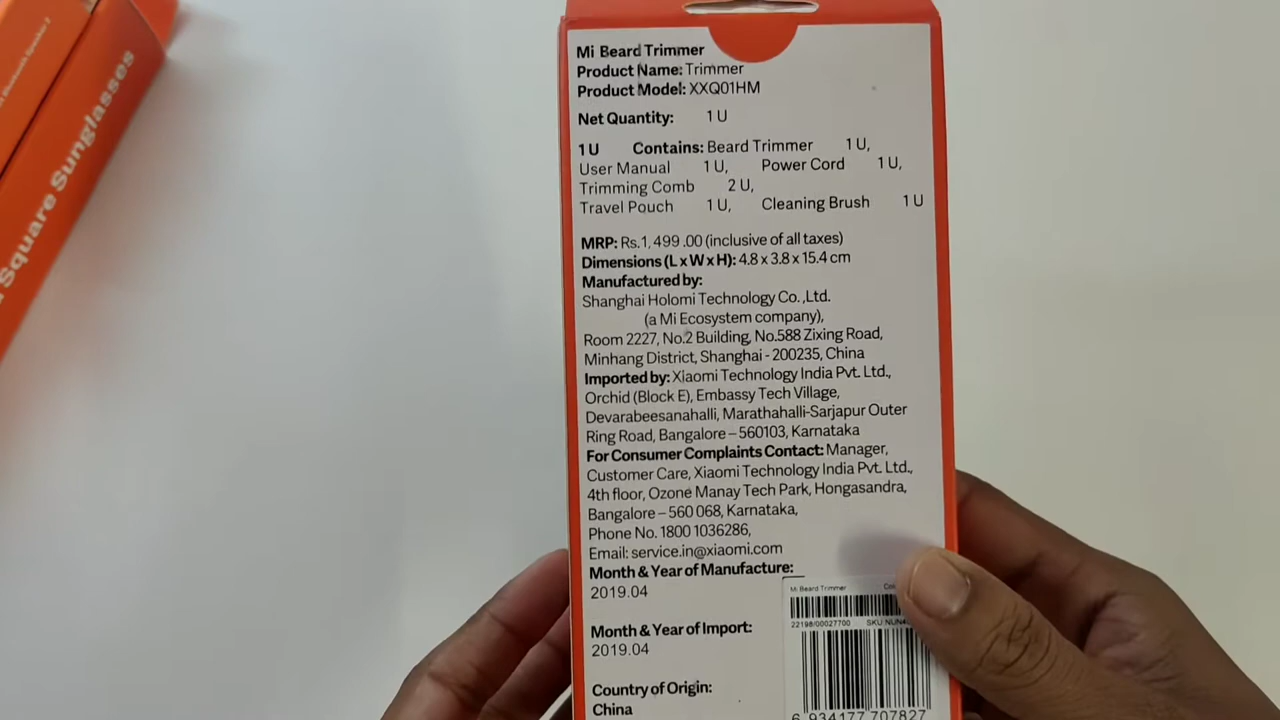 Square Sunglasses
Mi Beard Trimmer
Product Name: Trimmer
Product Model: XXQ01HM
Net Quantity: 1 U
1 U Contains: Beard Trimmer 1 U,
User Manual 1 U, Power Cord 1 U,
Trimming Comb 2 U,
Travel Pouch 1 U, Cleaning Brush 1 U
MRP: Rs.1, 499 .00 (inclusive of all taxes)
Dimensions (L x W x H): 4.8 x 3.8 x 15.4 cm
Manufactured by:
Shanghai Holomi Technology Co. ,Ltd.
(a Mi Ecosystem company),
Room 2227, No.2 Building, No.588 Zixing Road,
Minhang District, Shanghai - 200235, China
Imported by: Xiaomi Technology India Pvt. Ltd.,
Orchid (Block E), Embassy Tech Village,
Devarabeesanahalli, Marathahalli-Sarjapur Outer
Ring Road, Bangalore – 560103, Karnataka
For Consumer Complaints Contact: Manager,
Customer Care, Xiaomi Technology India Pvt. Ltd.,
4th floor, Ozone Manay Tech Park, Hongasandra,
Bangalore – 560 068, Karnataka,
Phone No. 1800 1036286,
Email: service.in@xiaomi.com
Month & Year of Manufacture:
2019.04
Month & Year of Import:
2019.04
Country of Origin:
China
Mi Beard Trimmer
22198/00027700 SKU:
6 934177 707827